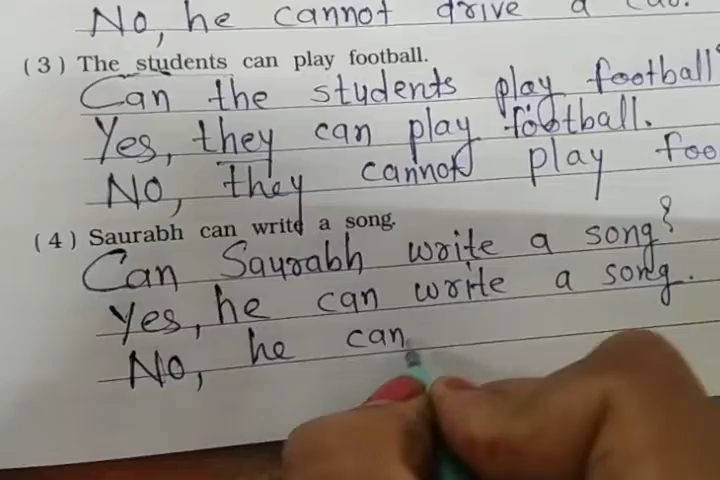 No, he cannot drive a
(3) The students can play football.
Can the students play football
Yes, they can play football.
No, they cannot play foo
(4) Saurabh can write a song.
Can Saurabh write a song?
Yes, he can write a song.
No, he can